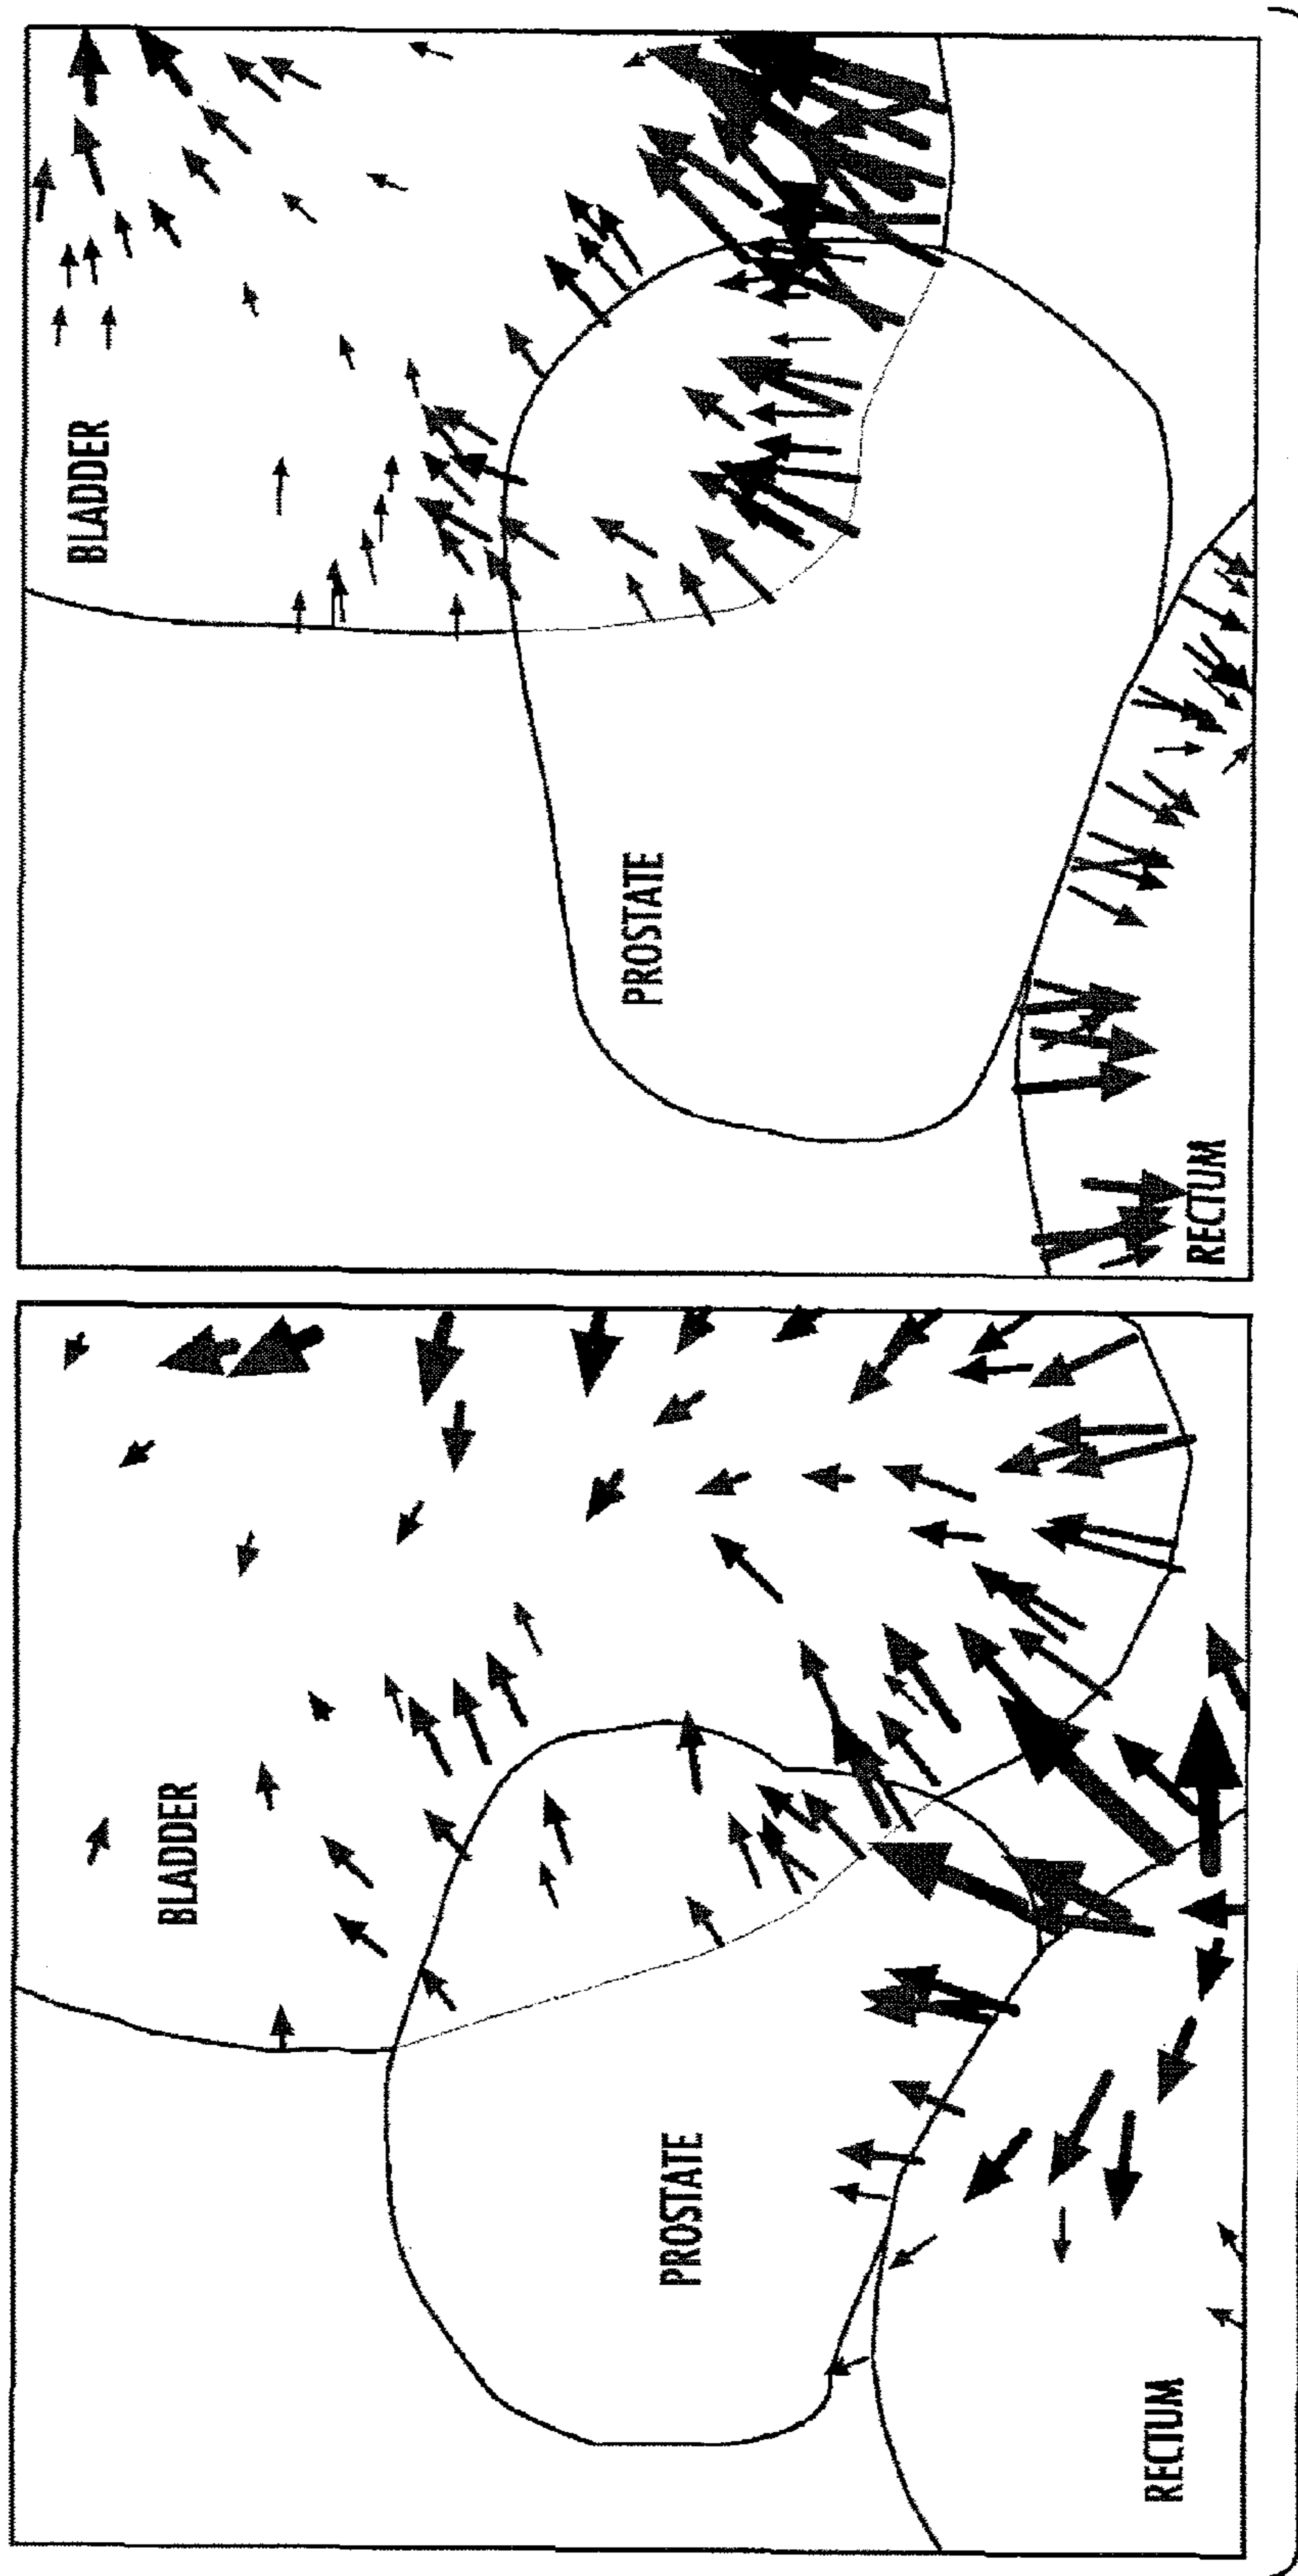 BLADDER
PROSTATE
RECTUM
BLADDER
PROSTATE
RECTUM